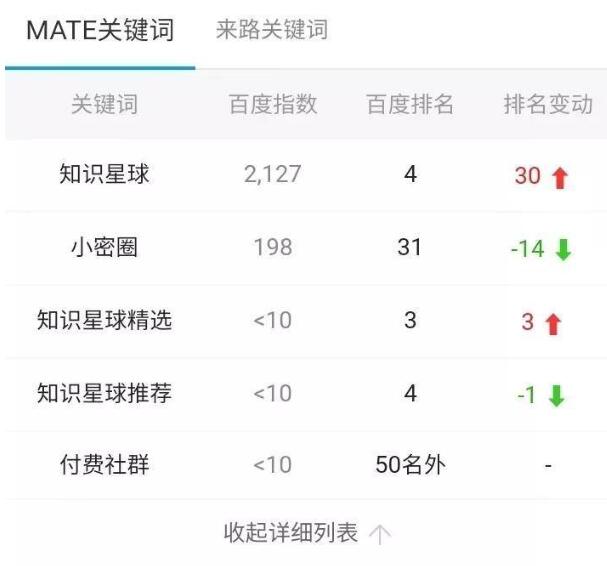 MATE关键词 来路关键词
关键词 百度指数 百度排名 排名变动
知识星球 2,127 4 30
小密圈 198 31 -14
知识星球精选 <10 3 3
知识星球推荐 <10 4 -1
付费社群 <10 50名外 -
收起详细列表